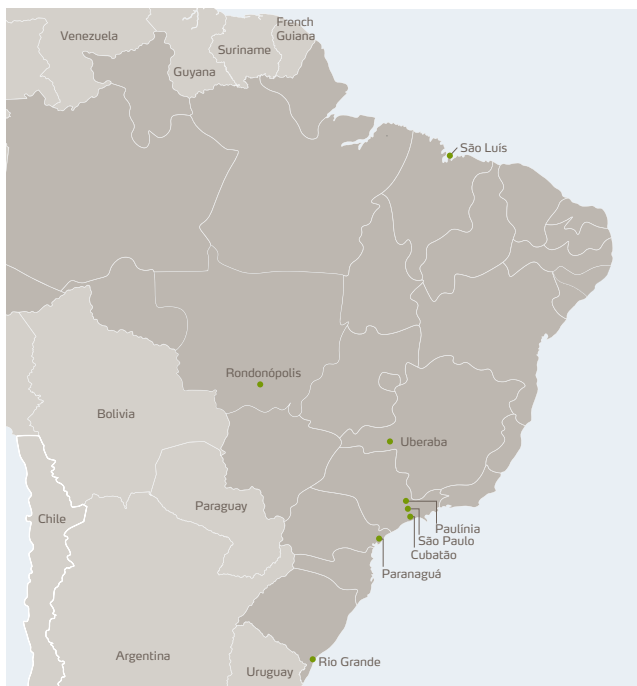 French
Guiana
Venezuela
Suriname
Guyana
São Luís
Rondonópolis
Bolivia
Uberaba
Paraguay
Chile
Paulínia
São Paulo
Cubatão
Paranaguá
Argentina
Rio Grande
Uruguay